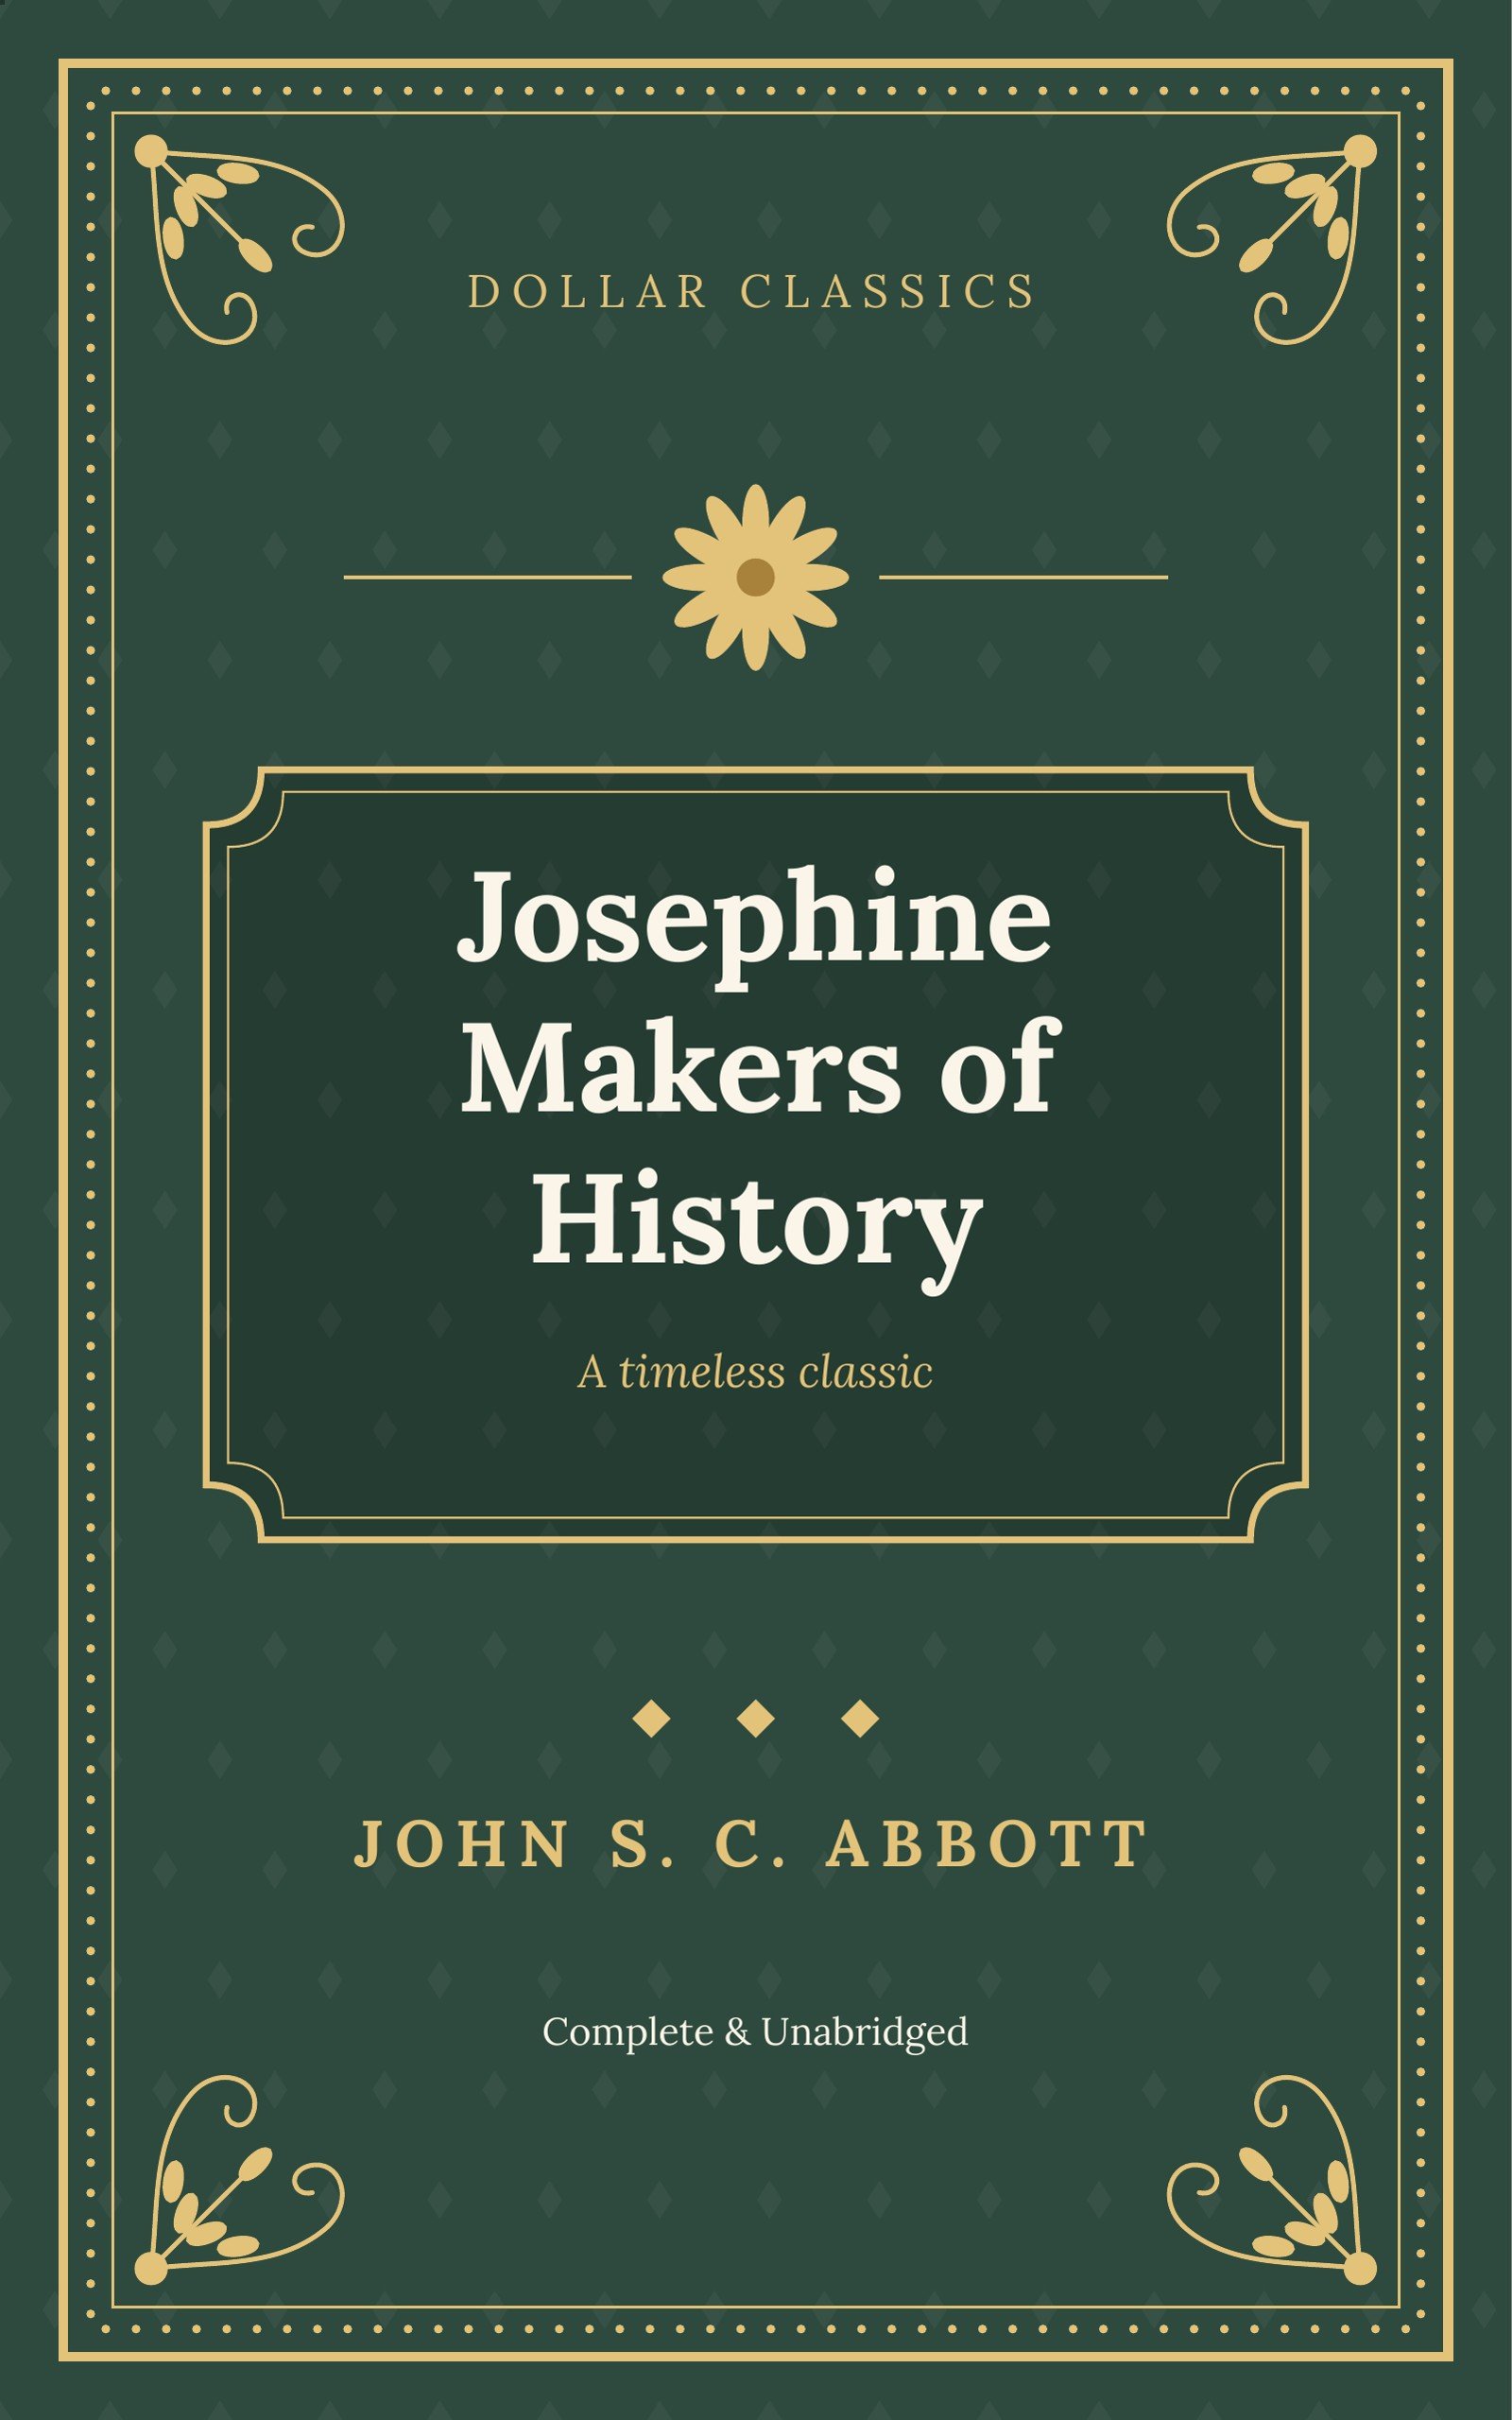 DOLLAR CLASSICS
Josephine
Makers of
History
A timeless classic
JOHN S. C. ABBOTT
Complete & Unabridged